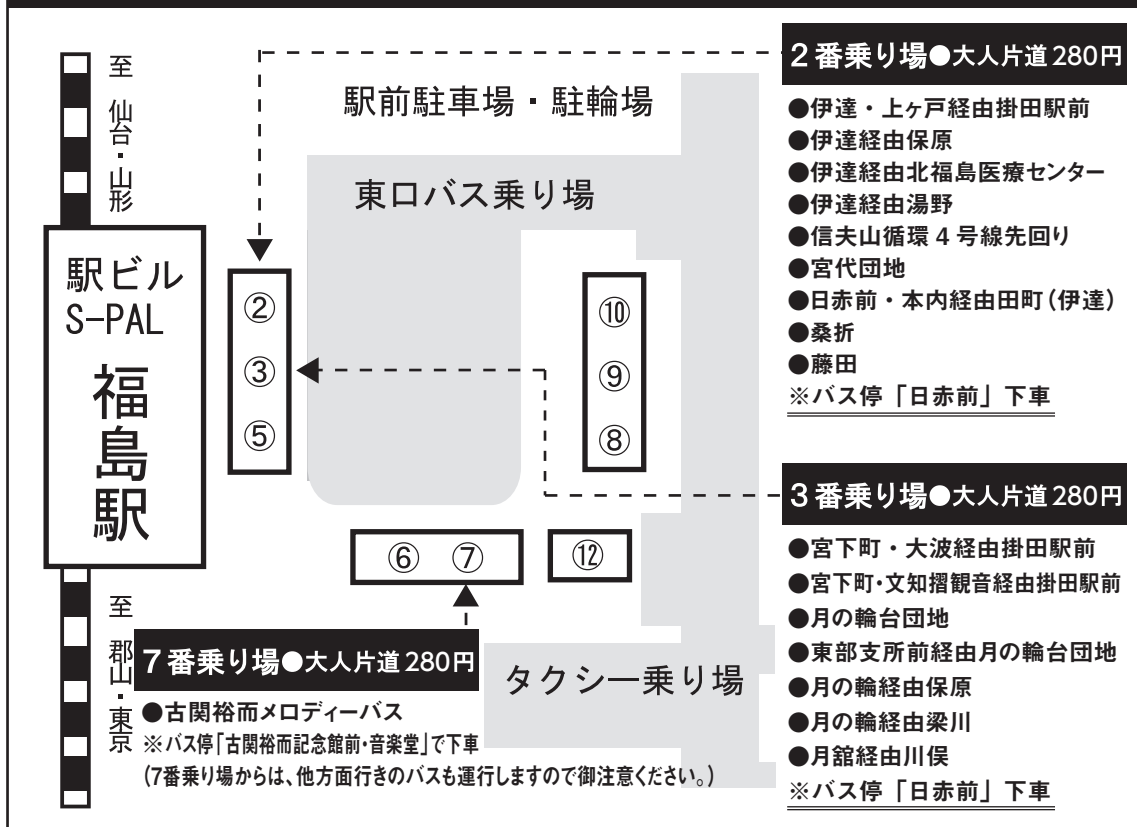 至 仙台・山形
駅ビル
S-PAL
福島駅
至 郡山・東京
駅前駐車場・駐輪場
東口バス乗り場
②
③
⑤
⑩
⑨
⑧
⑥ ⑦
⑫
タクシー乗り場
2番乗り場●大人片道280円
●伊達・上ヶ戸経由掛田駅前
●伊達経由保原
●伊達経由北福島医療センター
●伊達経由湯野
●信夫山循環4号線先回り
●宮代団地
●日赤前・本内経由田町(伊達)
●桑折
●藤田
※バス停「日赤前」下車
3番乗り場●大人片道280円
●宮下町・大波経由掛田駅前
●宮下町・文知摺観音経由掛田駅前
●月の輪台団地
●東部支所前経由月の輪台団地
●月の輪経由保原
●月の輪経由梁川
●月舘経由川俣
※バス停「日赤前」下車
7番乗り場●大人片道280円
●古関裕而メロディーバス
※バス停「古関裕而記念館前・音楽堂」で下車
(7番乗り場からは、他方面行きのバスも運行しますので御注意ください。)